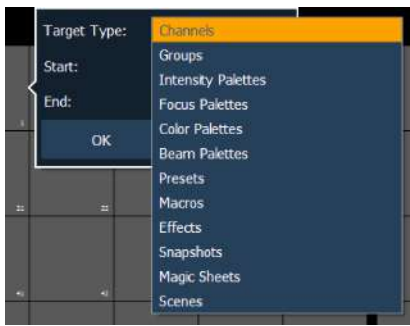 Target Type:
Channels
Start:
Groups
Intensity Palettes
End:
Focus Palettes
Color Palettes
OK
Beam Palettes
Presets
Macros
Effects
Snapshots
Magic Sheets
Scenes